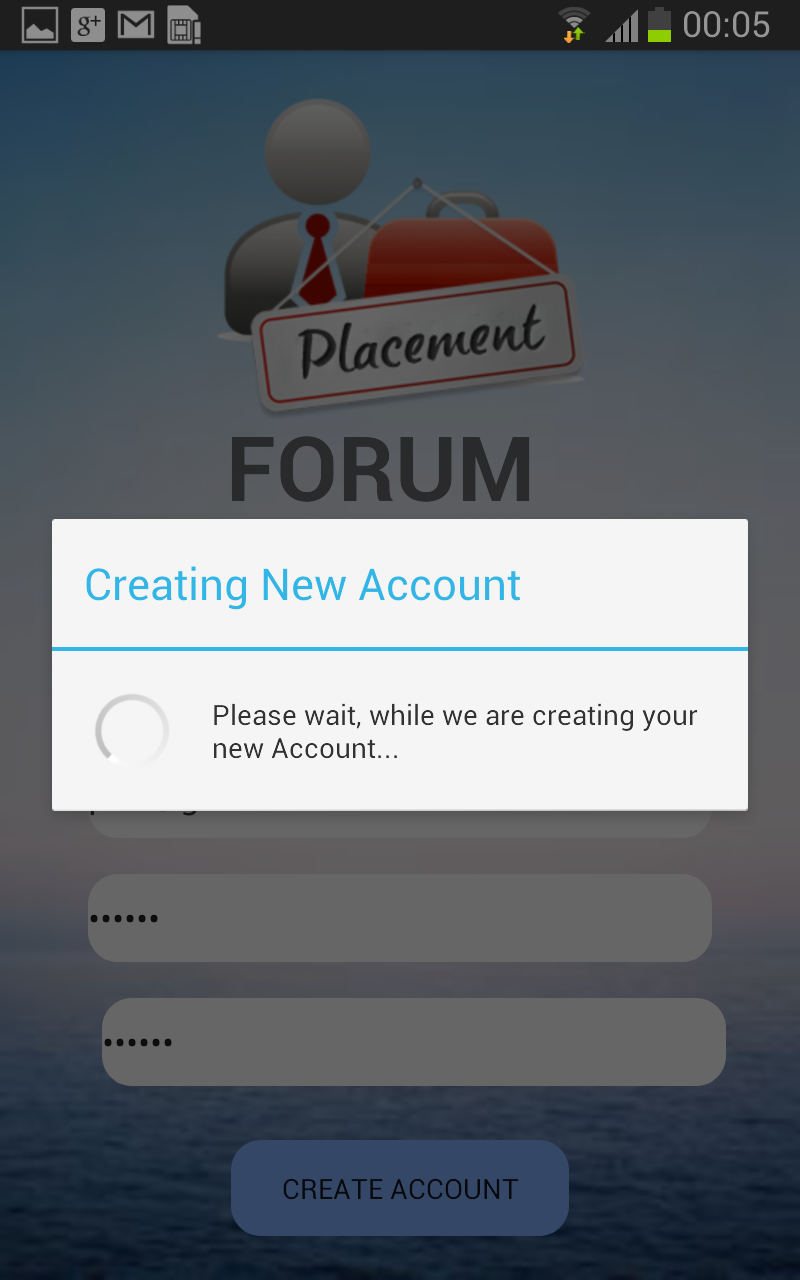 g+
00:05
Placement
FORUM
Creating New Account
Please wait, while we are creating your
new Account...
••••••
••••••
CREATE ACCOUNT